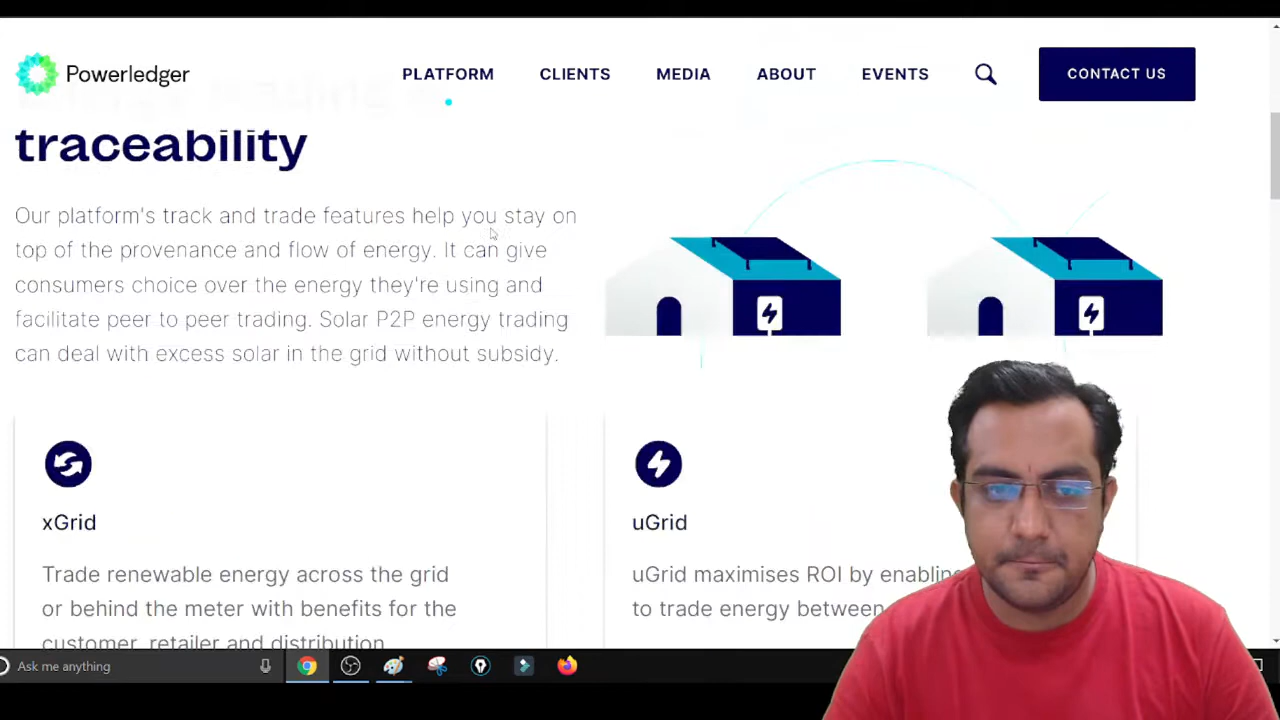 Powerledger
PLATFORM
CLIENTS
MEDIA
ABOUT
EVENTS
CONTACT US
traceability
Our platform's track and trade features help you stay on
top of the provenance and flow of energy. It can give
consumers choice over the energy they're using and
facilitate peer to peer trading. Solar P2P energy trading
can deal with excess solar in the grid without subsidy.
xGrid
Trade renewable energy across the grid
or behind the meter with benefits for the
customer, retailer and distribution
uGrid
uGrid maximises ROI by enabling
to trade energy between
Ask me anything